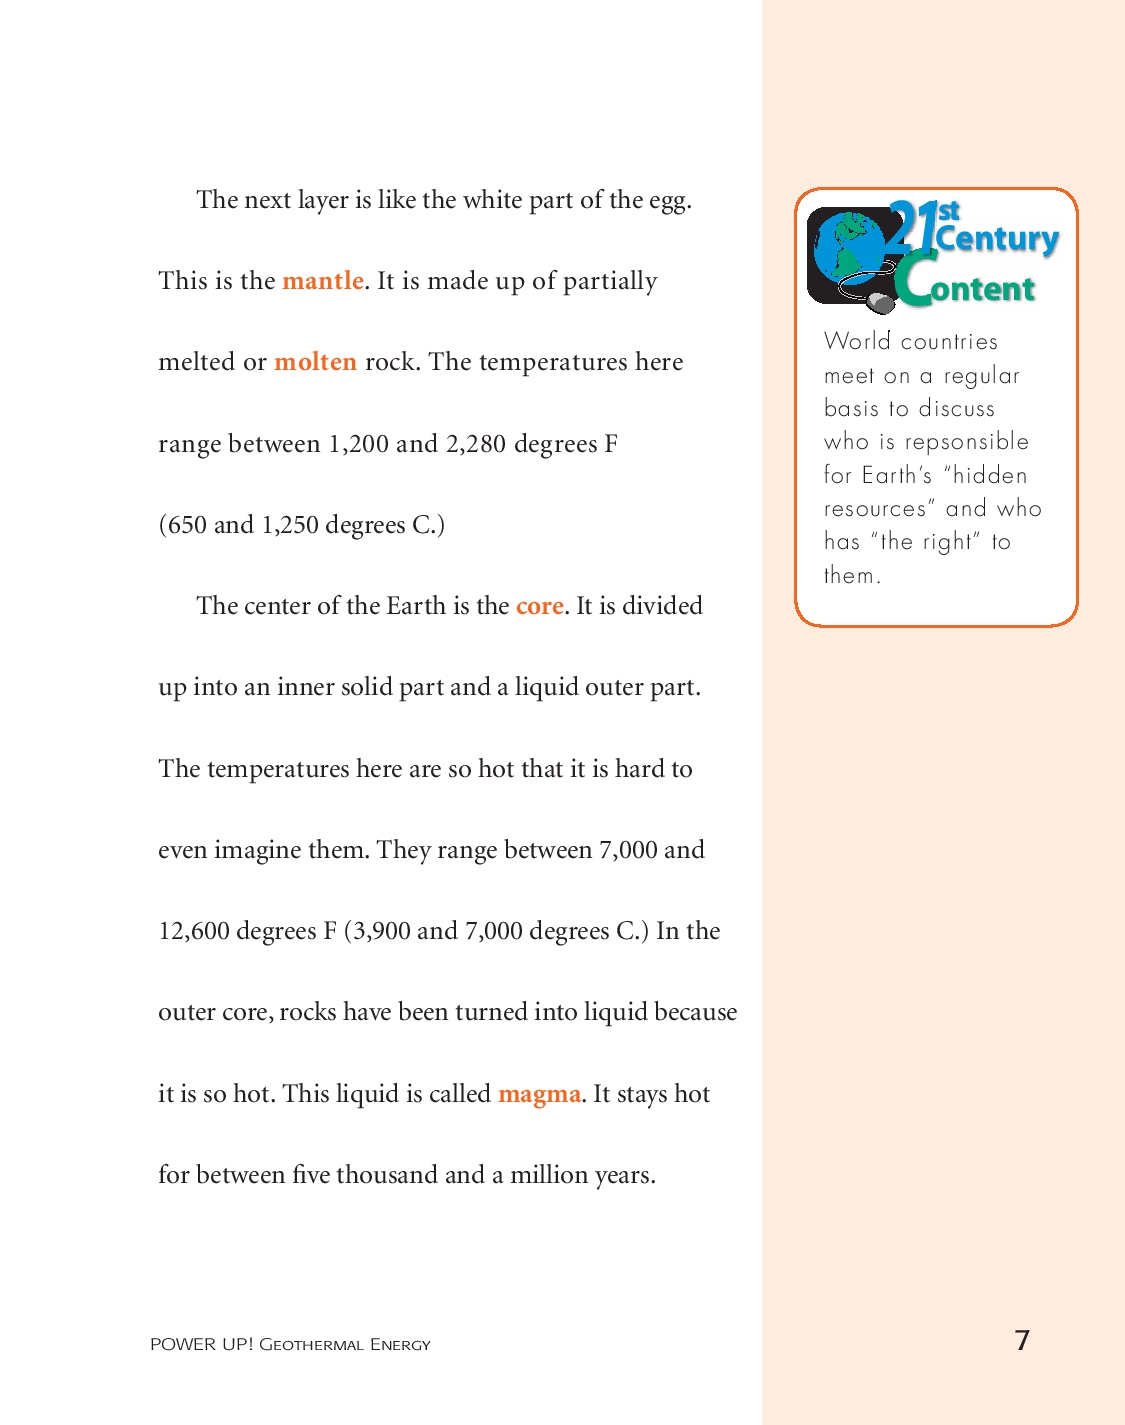 The next layer is like the white part of the egg.
This is the mantle. It is made up of partially
melted or molten rock. The temperatures here
range between 1,200 and 2,280 degrees F
(650 and 1,250 degrees C.)
The center of the Earth is the core. It is divided
up into an inner solid part and a liquid outer part.
The temperatures here are so hot that it is hard to
even imagine them. They range between 7,000 and
12,600 degrees F (3,900 and 7,000 degrees C.) In the
outer core, rocks have been turned into liquid because
it is so hot. This liquid is called magma. It stays hot
for between five thousand and a million years.
21st
Century
Content
World countries
meet on a regular
basis to discuss
who is repsonsible
for Earth’s “hidden
resources” and who
has “the right” to
them.
POWER UP! Geothermal Energy
7